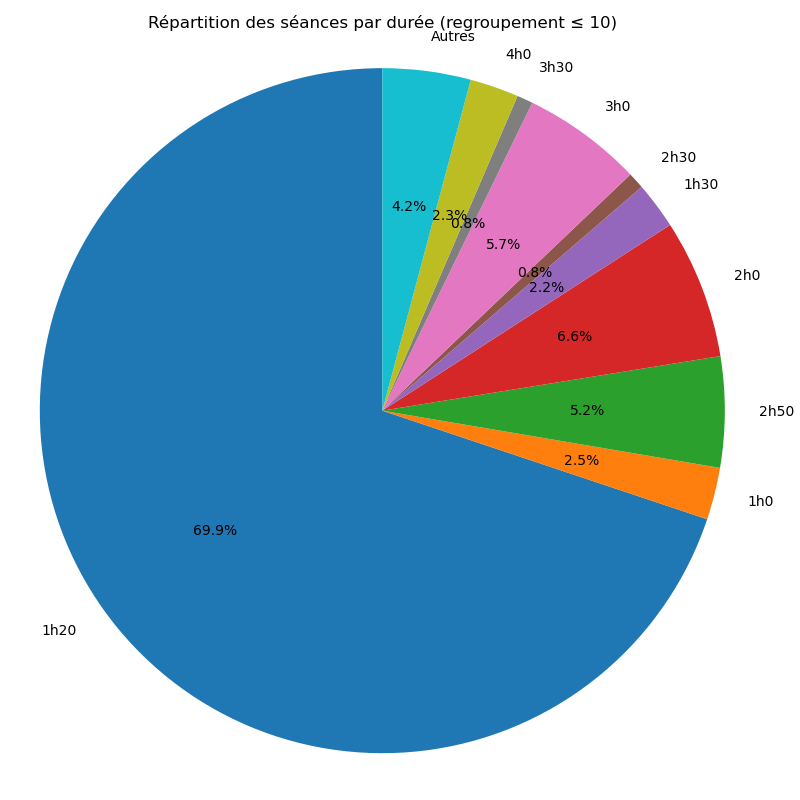 Répartition des séances par durée (regroupement ≤ 10)
Autres
4h0
3h30
3h0
2h30
1h30
2h0
2h50
1h0
1h20
4.2%
2.3%
0.8%
5.7%
0.8%
2.2%
6.6%
5.2%
2.5%
69.9%